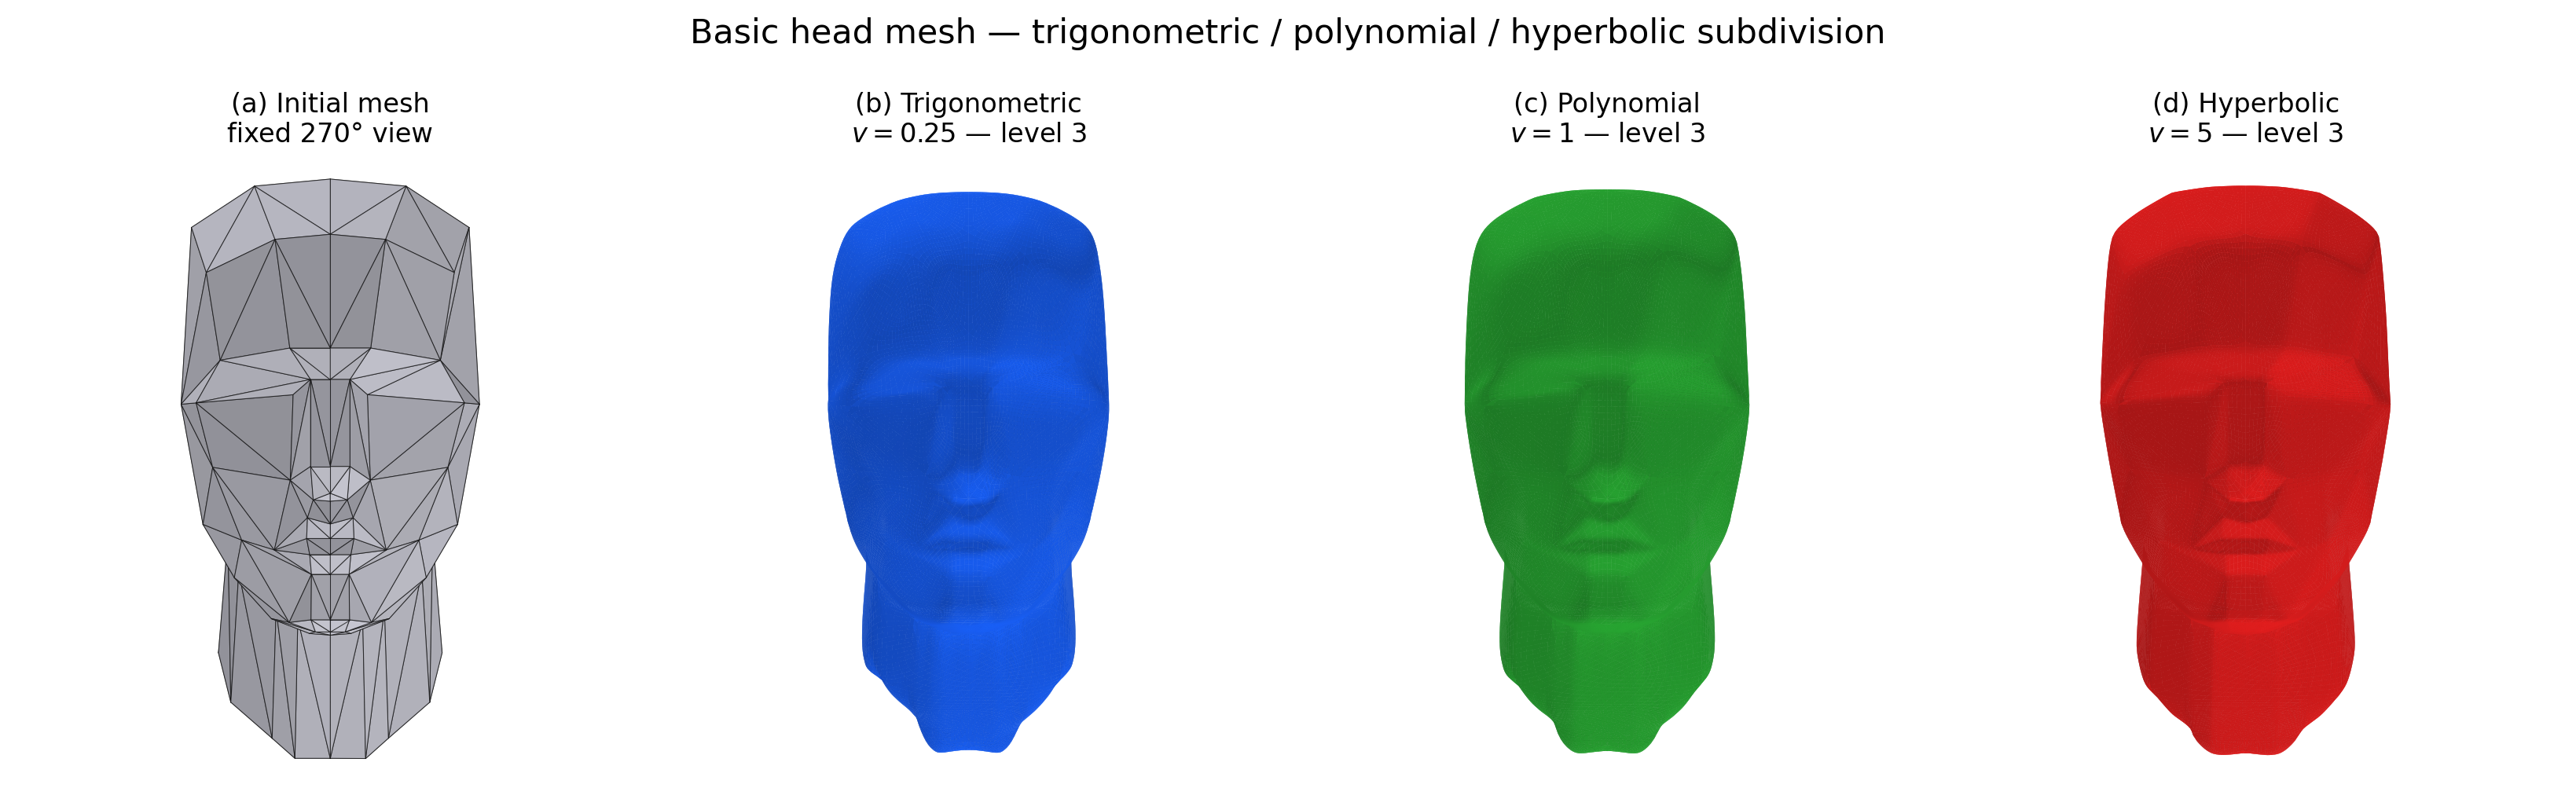 Basic head mesh — trigonometric / polynomial / hyperbolic subdivision
(a) Initial mesh
fixed 270° view
(b) Trigonometric
v = 0.25 — level 3
(c) Polynomial
v = 1 — level 3
(d) Hyperbolic
v = 5 — level 3